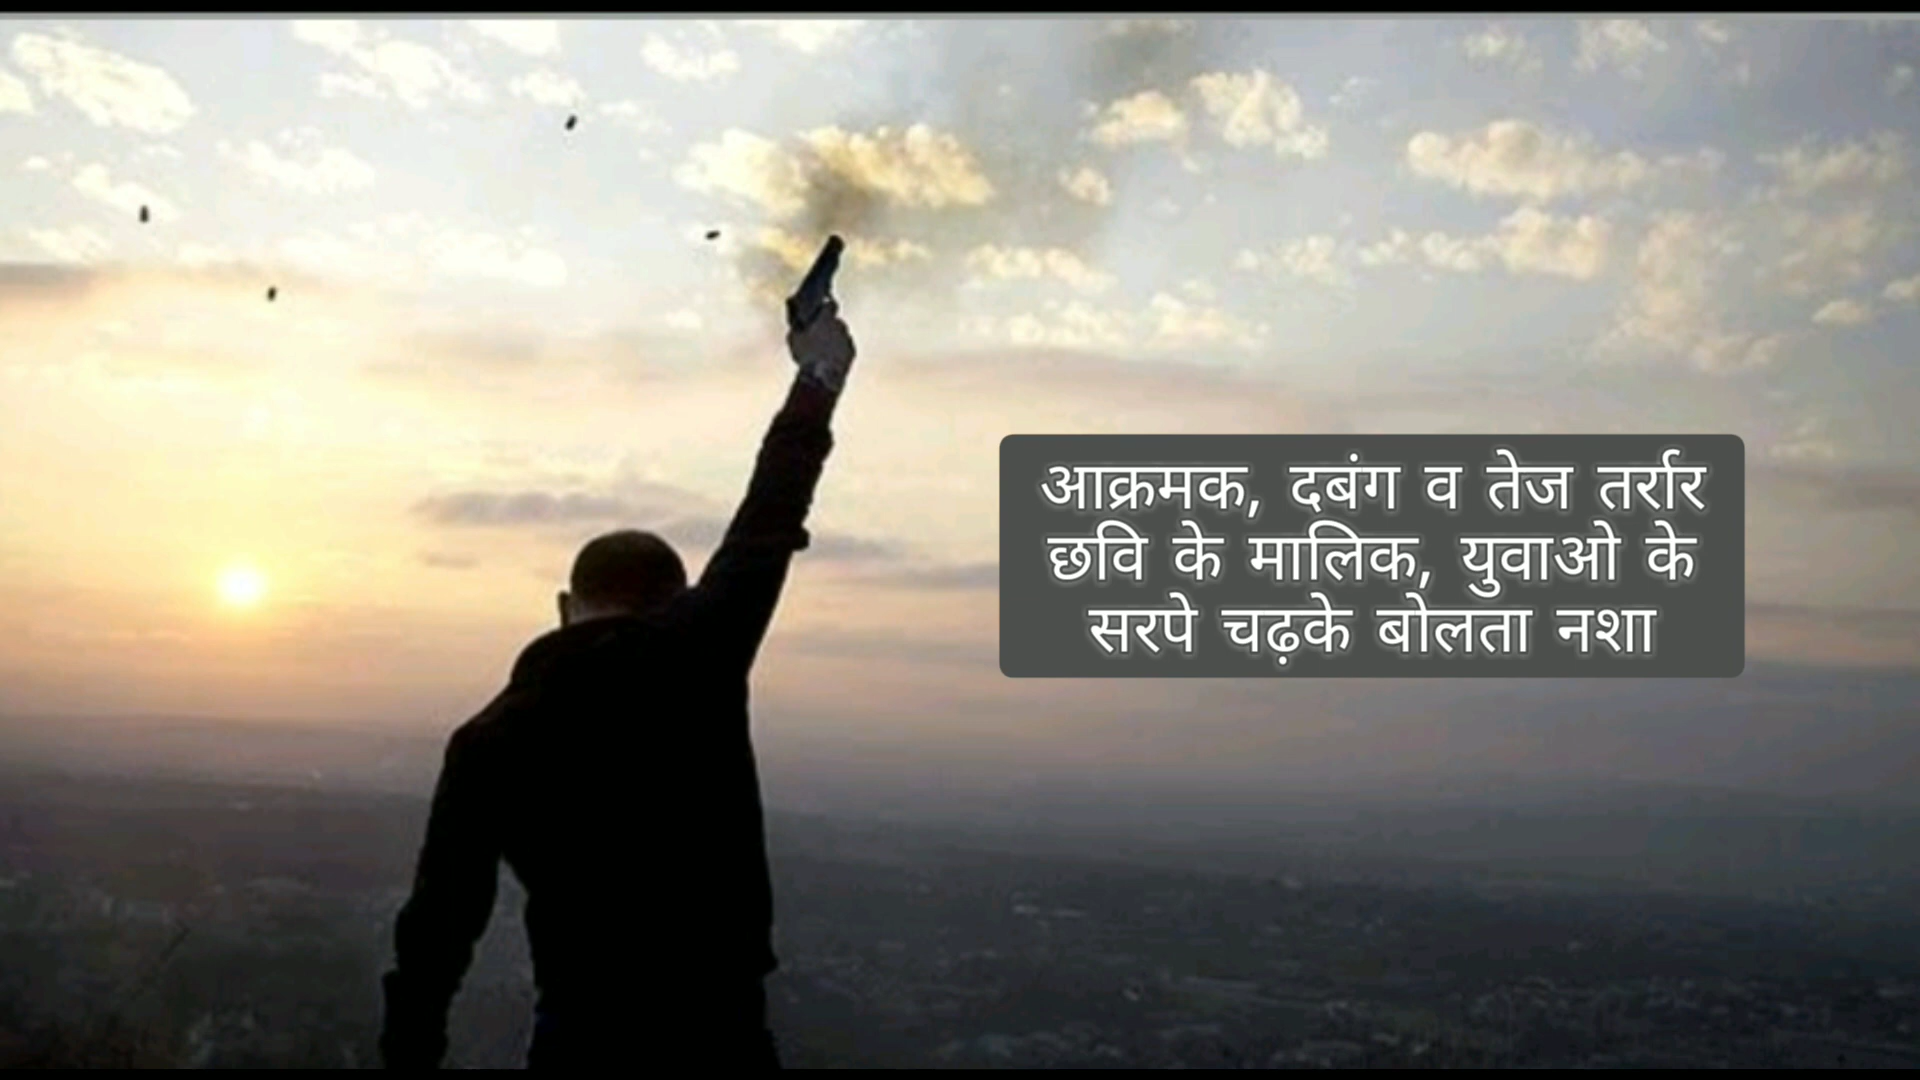 आक्रमक, दबंग व तेज तर्रार
छवि के मालिक, युवाओ के
सरपे चढ़के बोलता नशा